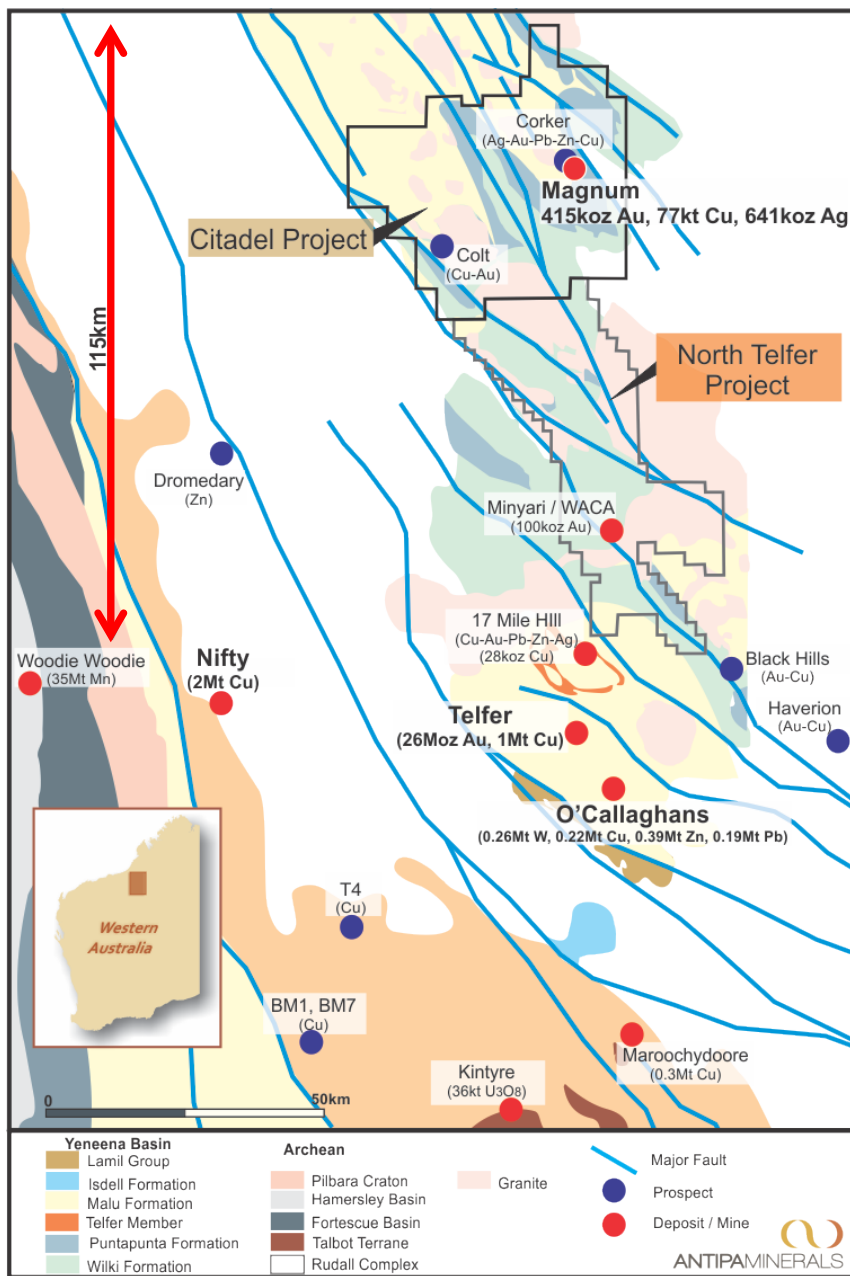 Corker
(Ag-Au-Pb-Zn-Cu)
Magnum
415koz Au, 77kt Cu, 641koz Ag
Citadel Project
Colt
(Cu-Au)
115km
North Telfer
Project
Dromedary
(Zn)
Minyari / WACA
(100koz Au)
17 Mile HIll
(Cu-Au-Pb-Zn-Ag)
(28koz Cu)
Woodie Woodie
(35Mt Mn)
Nifty
(2Mt Cu)
Black Hills
(Au-Cu)
Haverion
(Au-Cu)
Telfer
(26Moz Au, 1Mt Cu)
O'Callaghans
(0.26Mt W, 0.22Mt Cu, 0.39Mt Zn, 0.19Mt Pb)
Western
Australia
T4
(Cu)
BM1, BM7
(Cu)
Maroochydoore
(0.3Mt Cu)
Kintyre
(36kt U3O8)
0
50km
Yeneena Basin
Lamil Group
Isdell Formation
Malu Formation
Telfer Member
Puntapunta Formation
Wilki Formation
Archean
Pilbara Craton
Hamersley Basin
Fortescue Basin
Talbot Terrane
Rudall Complex
Granite
Major Fault
Prospect
Deposit / Mine
ANTIPAMINERALS